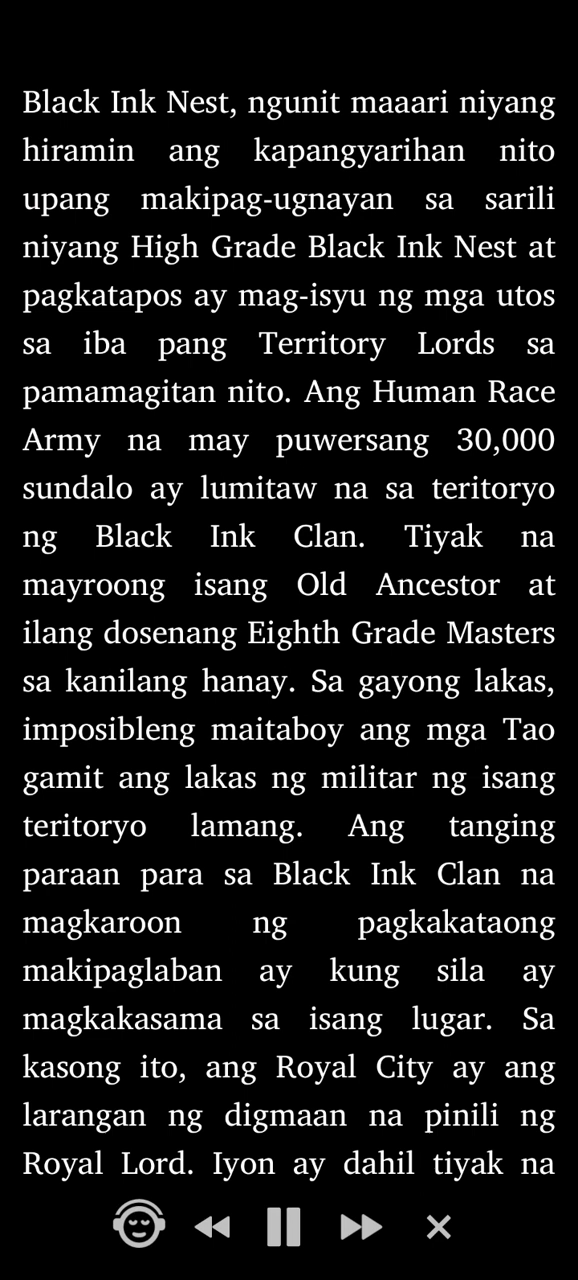 Black Ink Nest, ngunit maaari niyang
hiramin ang kapangyarihan nito
upang makipag-ugnayan sa sarili
niyang High Grade Black Ink Nest at
pagkatapos ay mag-isyu ng mga utos
sa iba pang Territory Lords sa
pamamagitan nito. Ang Human Race
Army na may puwersang 30,000
sundalo ay lumitaw na sa teritoryo
ng Black Ink Clan. Tiyak na
mayroong isang Old Ancestor at
ilang dosenang Eighth Grade Masters
sa kanilang hanay. Sa gayong lakas,
imposibleng maitaboy ang mga Tao
gamit ang lakas ng militar ng isang
teritoryo lamang. Ang tanging
paraan para sa Black Ink Clan na
magkaroon ng pagkakataong
makipaglaban ay kung sila ay
magkakasama sa isang lugar. Sa
kasong ito, ang Royal City ay ang
larangan ng digmaan na pinili ng
Royal Lord. Iyon ay dahil tiyak na